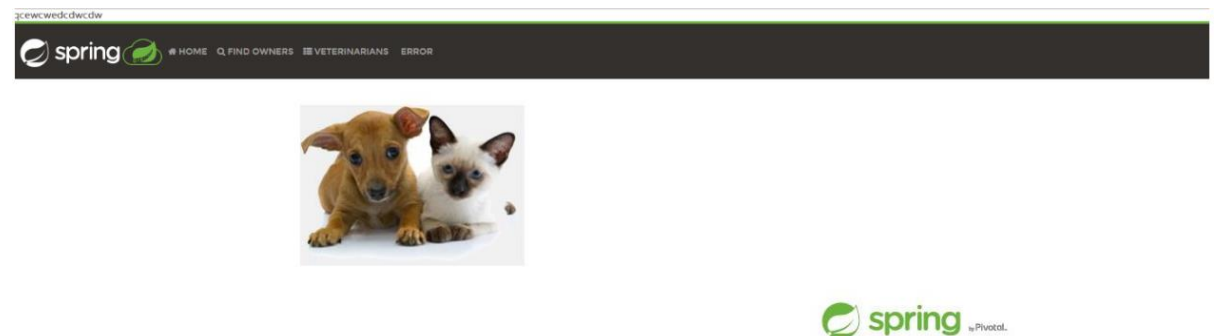 qcewcwedcdwcdw
spring HOME FIND OWNERS VETERINARIANS ERROR
spring by Pivotal.